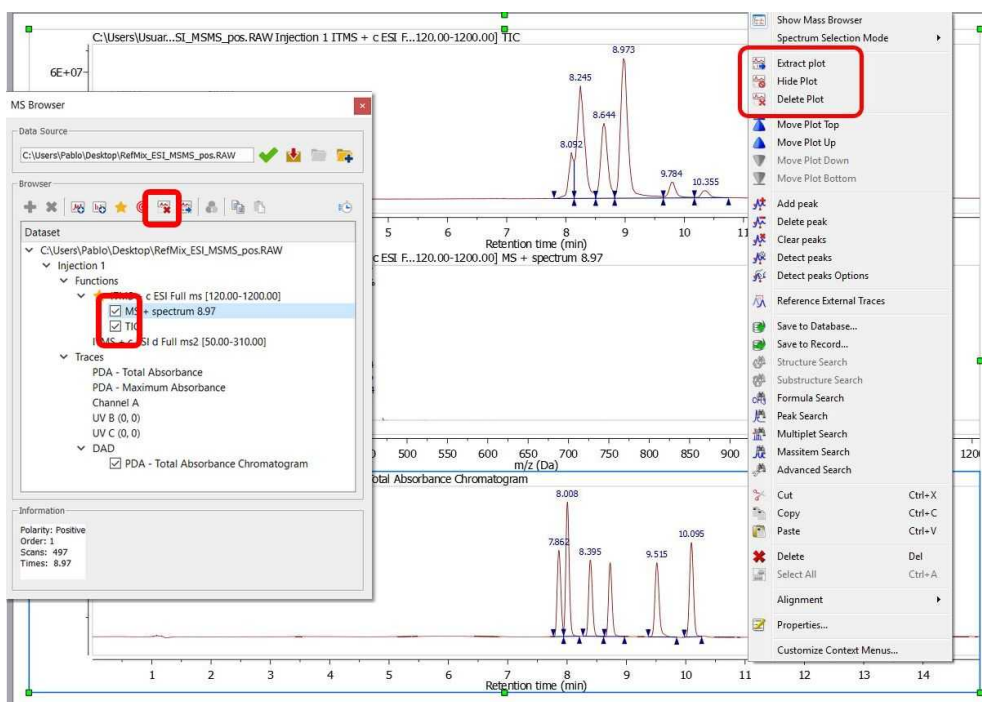 C:\Users\Usuar...SI_MSMS_pos.RAW Injection 1 ITMS + c ESI F...120.00-1200.00] TIC
6E+07
8.092
8.245
8.644
8.973
9.784
10.355
5 6 7 8 9 10 11
Retention time (min)
c ESI F...120.00-1200.00] MS + spectrum 8.97
500 550 600 650 700 750 800 850 900 120
m/z (Da)
otal Absorbance Chromatogram
7.862
8.008
8.395
9.515
10.095
1 2 3 4 5 6 7 8 9 10 11 12 13 14
Retention time (min)
MS Browser
Data Source
C:\Users\Pablo\Desktop\RefMix_ESI_MSMS_pos.RAW
Browser
Dataset
C:\Users\Pablo\Desktop\RefMix_ESI_MSMS_pos.RAW
Injection 1
Functions
c ESI Full ms [120.00-1200.00]
MS + spectrum 8.97
TIC
ITMS + c ESI d Full ms2 [50.00-310.00]
Traces
PDA - Total Absorbance
PDA - Maximum Absorbance
Channel A
UV B (0, 0)
UV C (0, 0)
DAD
PDA - Total Absorbance Chromatogram
Information
Polarity: Positive
Order: 1
Scans: 497
Times: 8.97
Show Mass Browser
Spectrum Selection Mode
Extract plot
Hide Plot
Delete Plot
Move Plot Top
Move Plot Up
Move Plot Down
Move Plot Bottom
Add peak
Delete peak
Clear peaks
Detect peaks
Detect peaks Options
Reference External Traces
Save to Database...
Save to Record...
Structure Search
Substructure Search
Formula Search
Peak Search
Multiplet Search
Massitem Search
Advanced Search
Cut Ctrl+X
Copy Ctrl+C
Paste Ctrl+V
Delete Del
Select All Ctrl+A
Alignment
Properties...
Customize Context Menus...